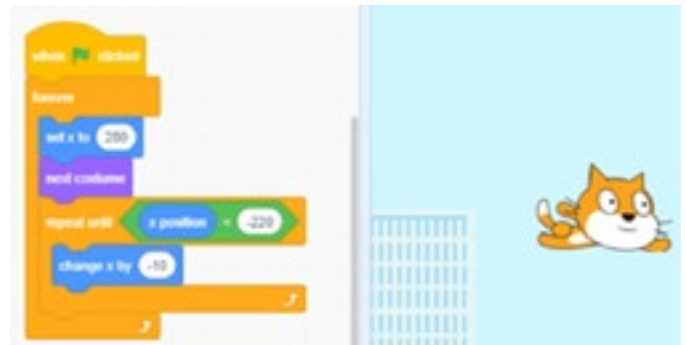 when clicked
forever
set x to 280
next costume
repeat until x position < -220
change x by -10